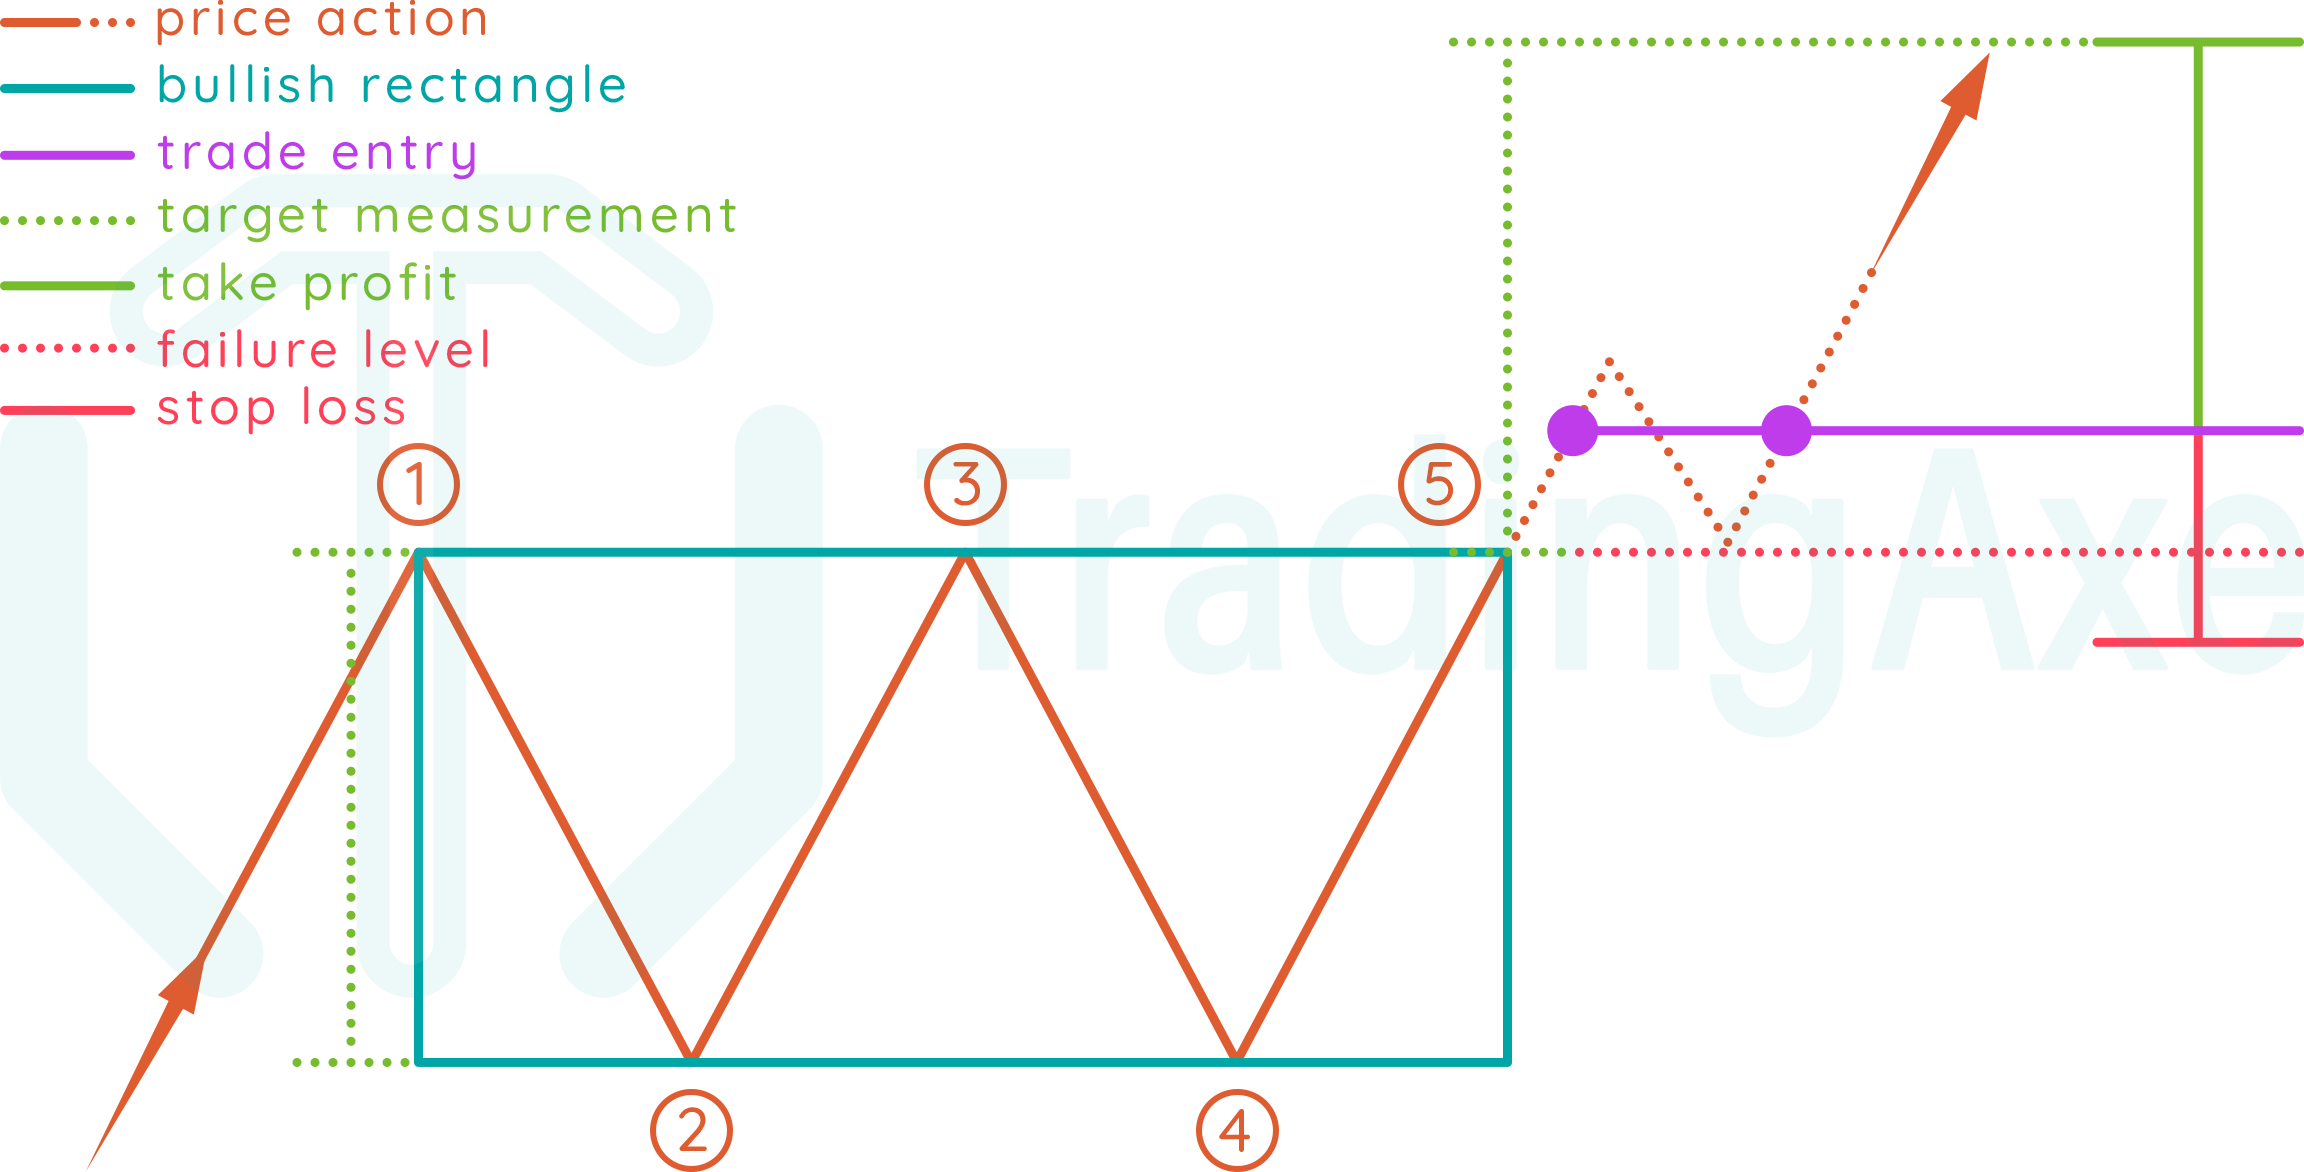 price action
bullish rectangle
trade entry
target measurement
take profit
failure level
stop loss
1
3
5
TradingAxe
2
4